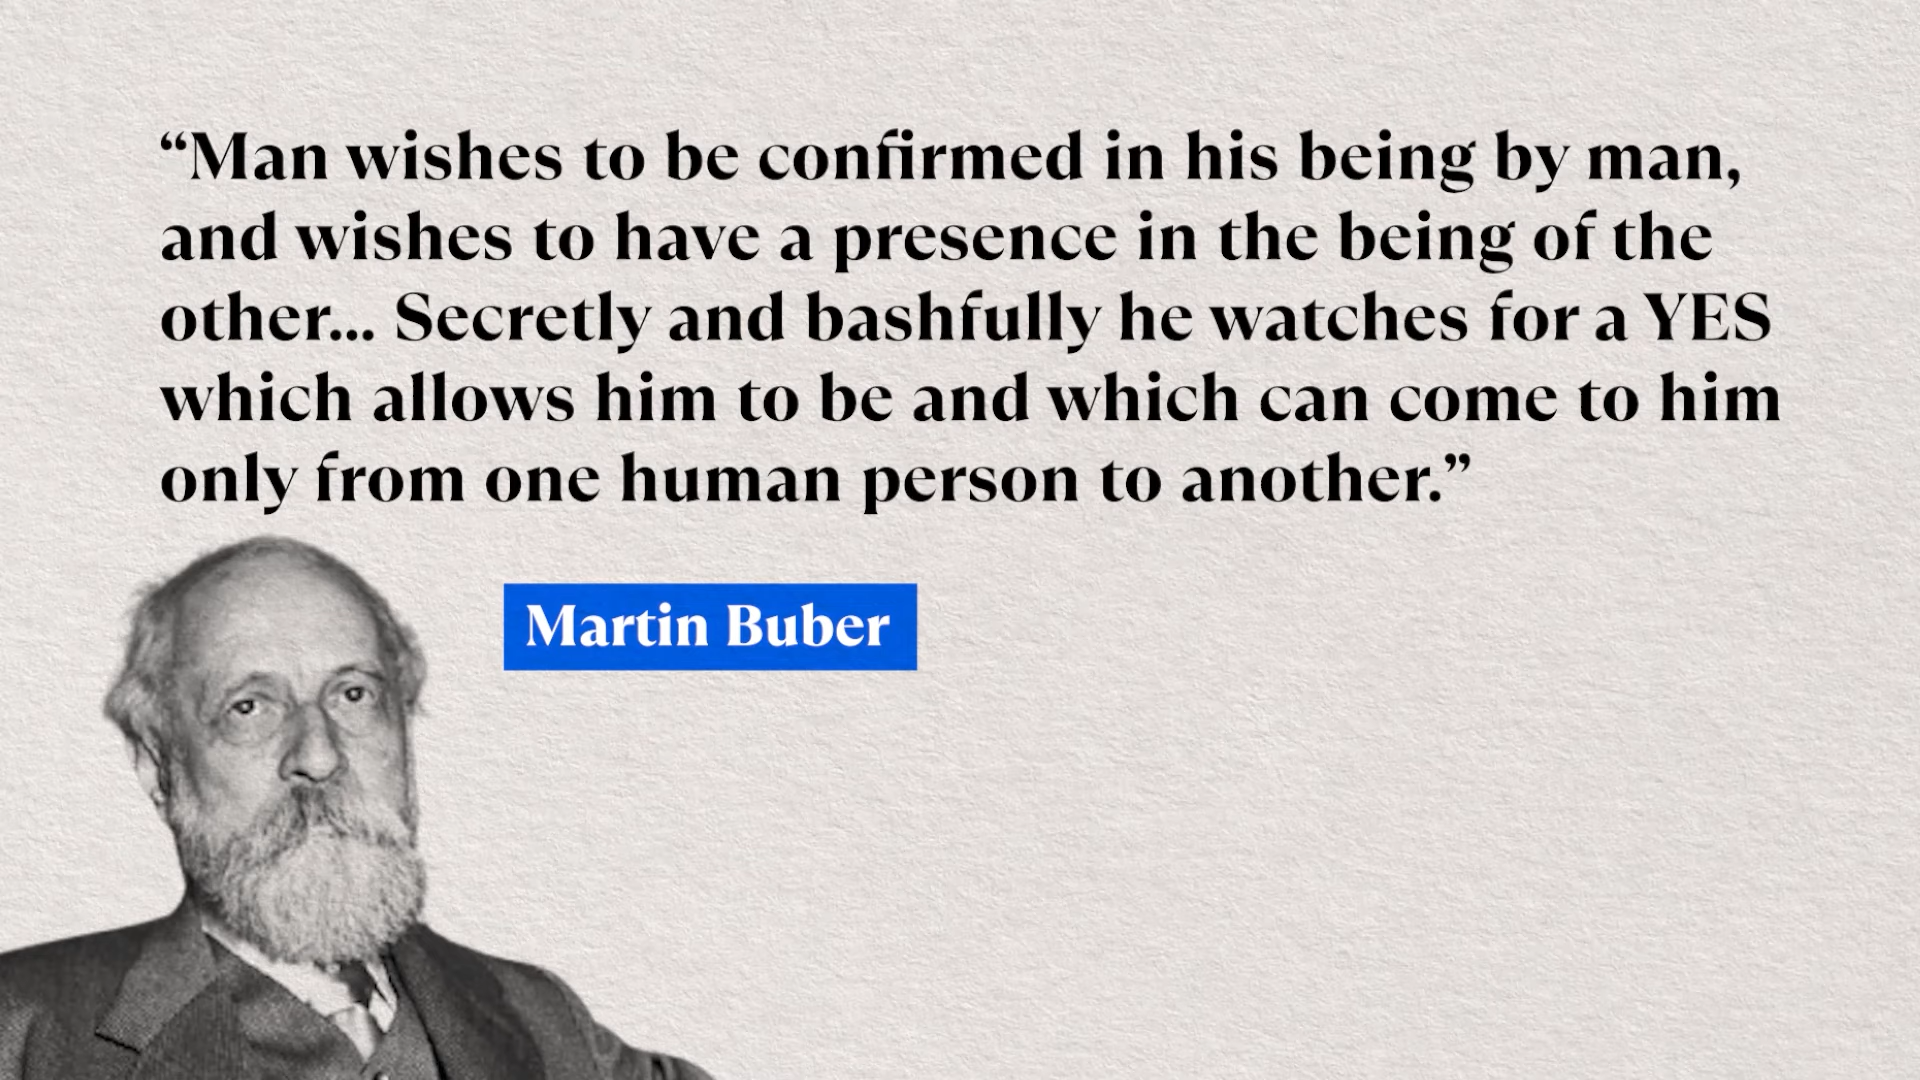 “Man wishes to be confirmed in his being by man,
and wishes to have a presence in the being of the
other... Secretly and bashfully he watches for a YES
which allows him to be and which can come to him
only from one human person to another.”
Martin Buber